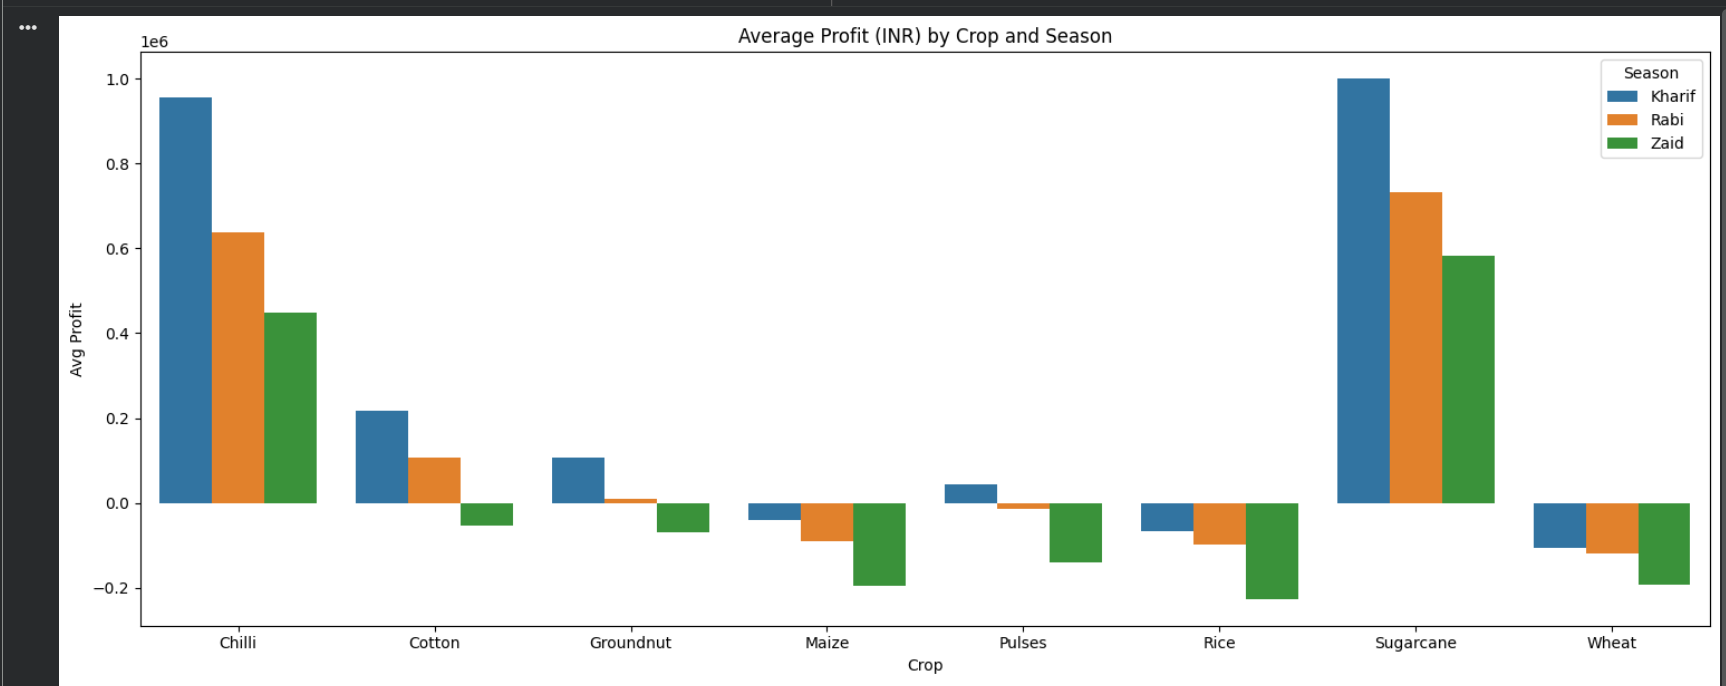 Average Profit (INR) by Crop and Season
1e6
1.0
0.8
0.6
0.4
0.2
0.0
−0.2
Avg Profit
Season
Kharif
Rabi
Zaid
Chilli Cotton Groundnut Maize Pulses Rice Sugarcane Wheat
Crop